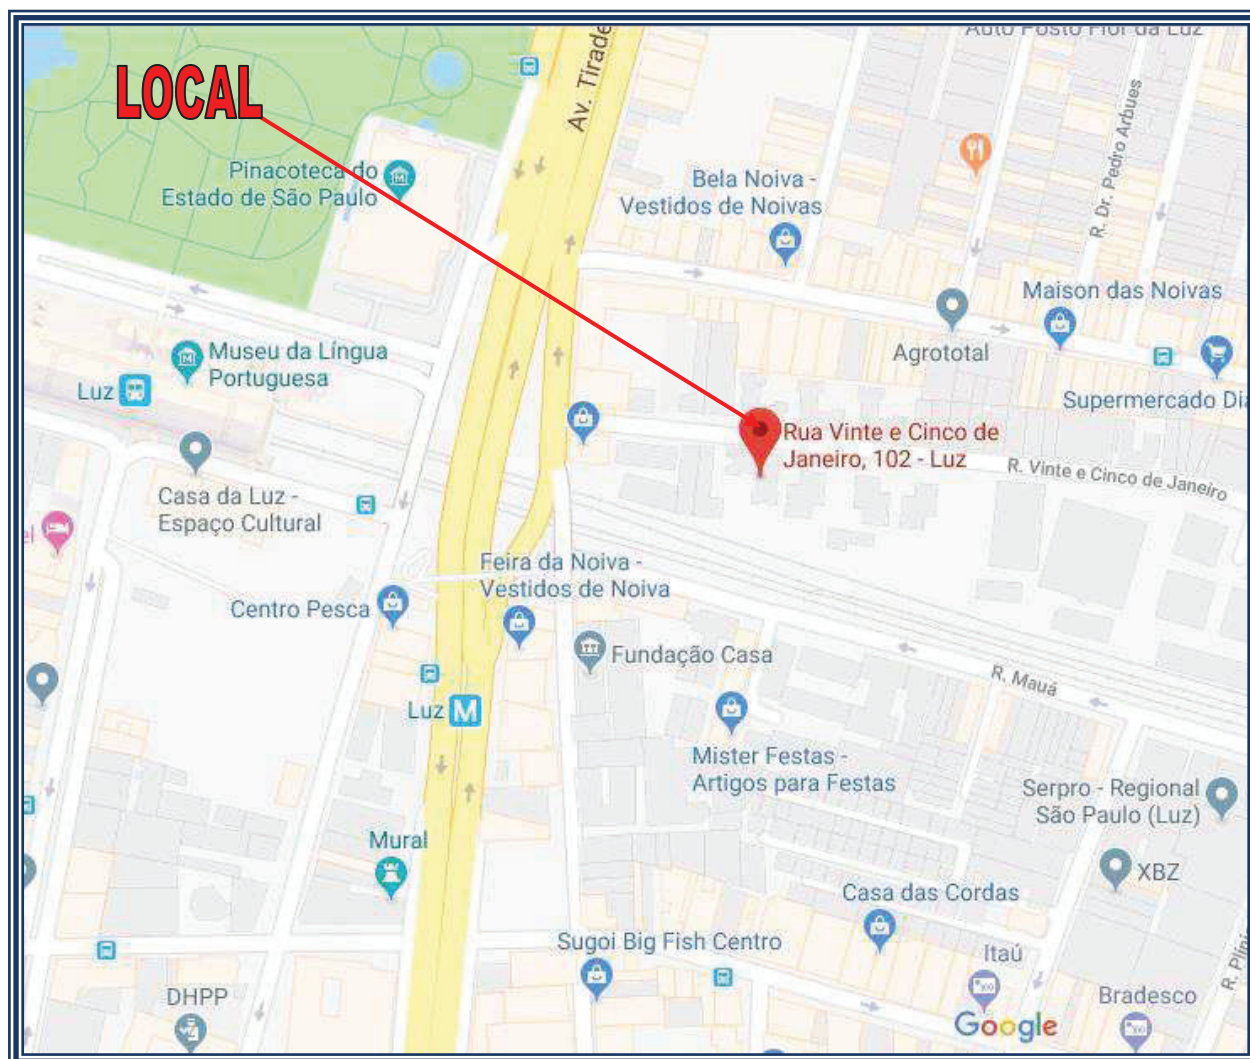 Auto Posto Flor da Luz
LOCAL
Av. Tirade
R. Dr. Pedro Arbues
Pinacoteca do
Estado de São Paulo
Bela Noiva -
Vestidos de Noivas
Maison das Noivas
Agrototal
Museu da Língua
Portuguesa
Luz
Supermercado Dia
Rua Vinte e Cinco de
Janeiro, 102 - Luz
R. Vinte e Cinco de Janeiro
Casa da Luz -
Espaço Cultural
el
Feira da Noiva -
Vestidos de Noiva
Centro Pesca
Fundação Casa
R. Mauá
Luz M
Mister Festas -
Artigos para Festas
Serpro - Regional
São Paulo (Luz)
Mural
XBZ
Casa das Cordas
Sugoi Big Fish Centro
Itaú
R. Plíni
DHPP
Bradesco
Google